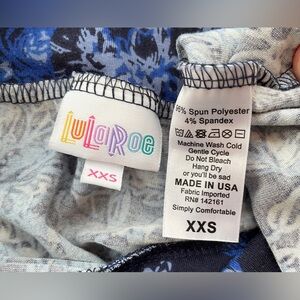 LuLaRoe
XXS
96% Spun Polyester
4% Spandex
Machine Wash Cold
Gentle Cycle
Do Not Bleach
Hang Dry
or you'll be sad
MADE IN USA
Fabric Imported
RN# 142161
Simply Comfortable
XXS